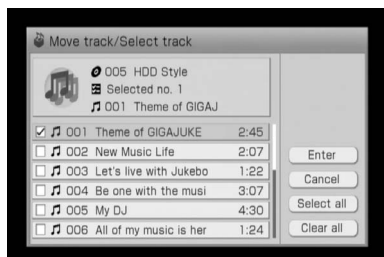 Move track/Select track
005 HDD Style
Selected no. 1
001 Theme of GIGAJ
001 Theme of GIGAJUKE 2:45
002 New Music Life 2:07
003 Let's live with Jukebo 1:22
004 Be one with the musi 3:07
005 My DJ 4:30
006 All of my music is her 1:24
Enter
Cancel
Select all
Clear all